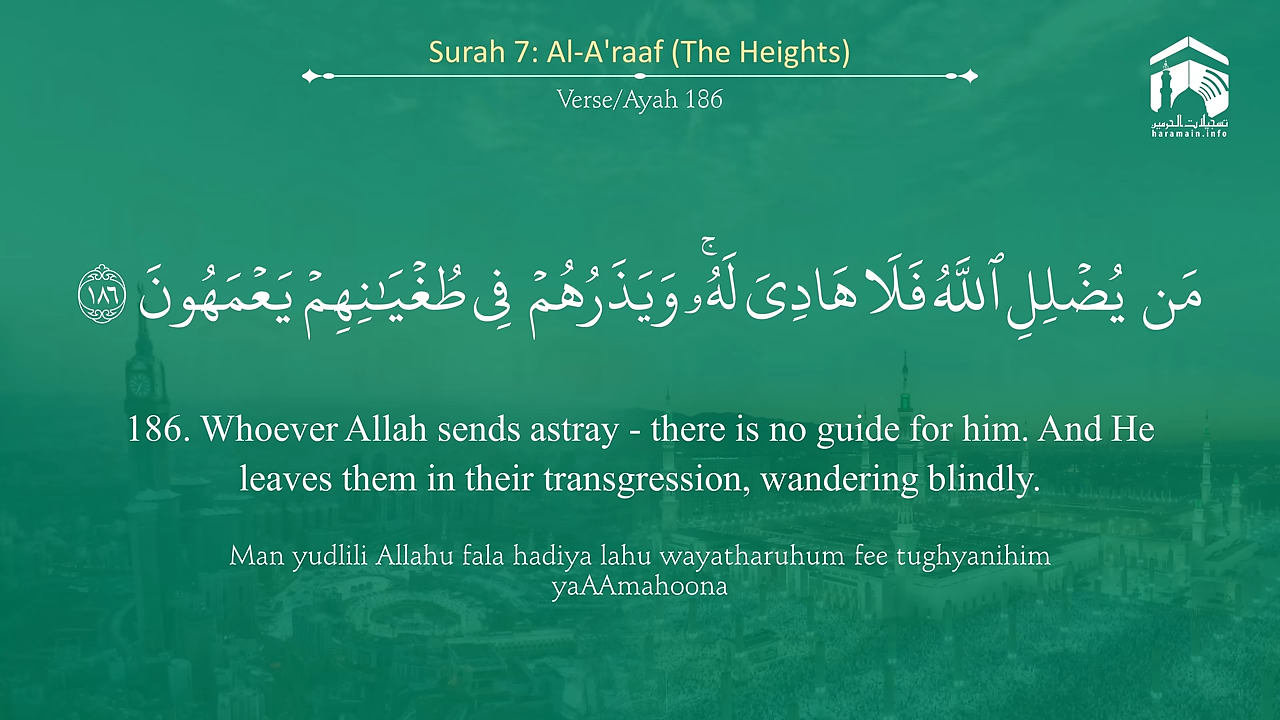 Surah 7: Al-A'raaf (The Heights)
Verse/Ayah 186
تسجيلات الحرمين
haramain.info
مَن يُضْلِلِ ٱللَّهُ فَلَا هَادِىَ لَهُۥ ۚ وَيَذَرُهُمْ فِى طُغْيَـٰنِهِمْ يَعْمَهُونَ ١٨٦
186. Whoever Allah sends astray - there is no guide for him. And He
leaves them in their transgression, wandering blindly.
Man yudlili Allahu fala hadiya lahu wayatharuhum fee tughyanihim
yaAAmahoona